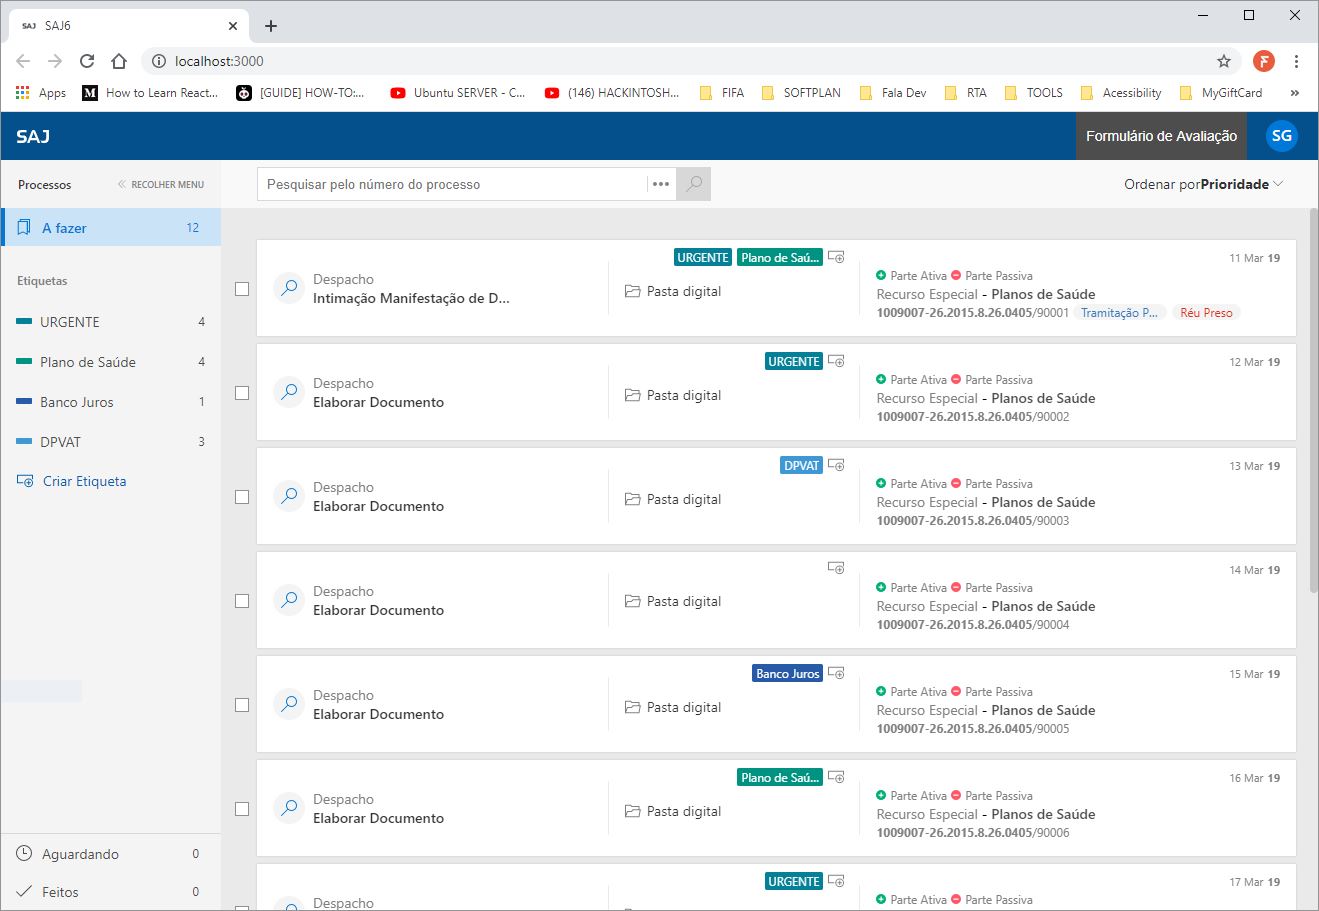 SAJ SAJ6
localhost:3000
F
Apps How to Learn React... [GUIDE] HOW-TO:... Ubuntu SERVER - C... (146) HACKINTOSH... FIFA SOFTPLAN Fala Dev RTA TOOLS Acessibility MyGiftCard »
SAJ Formulário de Avaliação SG
Processos RECOLHER MENU
Pesquisar pelo número do processo ...
Ordenar porPrioridade
A fazer 12
Etiquetas
URGENTE 4
Plano de Saúde 4
Banco Juros 1
DPVAT 3
Criar Etiqueta
Aguardando 0
Feitos 0
Despacho
Intimação Manifestação de D...
URGENTE Plano de Saú...
Pasta digital
11 Mar 19
Parte Ativa Parte Passiva
Recurso Especial - Planos de Saúde
1009007-26.2015.8.26.0405/90001 Tramitação P... Réu Preso
Despacho
Elaborar Documento
URGENTE
Pasta digital
12 Mar 19
Parte Ativa Parte Passiva
Recurso Especial - Planos de Saúde
1009007-26.2015.8.26.0405/90002
Despacho
Elaborar Documento
DPVAT
Pasta digital
13 Mar 19
Parte Ativa Parte Passiva
Recurso Especial - Planos de Saúde
1009007-26.2015.8.26.0405/90003
Despacho
Elaborar Documento
Pasta digital
14 Mar 19
Parte Ativa Parte Passiva
Recurso Especial - Planos de Saúde
1009007-26.2015.8.26.0405/90004
Despacho
Elaborar Documento
Banco Juros
Pasta digital
15 Mar 19
Parte Ativa Parte Passiva
Recurso Especial - Planos de Saúde
1009007-26.2015.8.26.0405/90005
Despacho
Elaborar Documento
Plano de Saú...
Pasta digital
16 Mar 19
Parte Ativa Parte Passiva
Recurso Especial - Planos de Saúde
1009007-26.2015.8.26.0405/90006
Despacho
URGENTE
17 Mar 19
Parte Ativa Parte Passiva